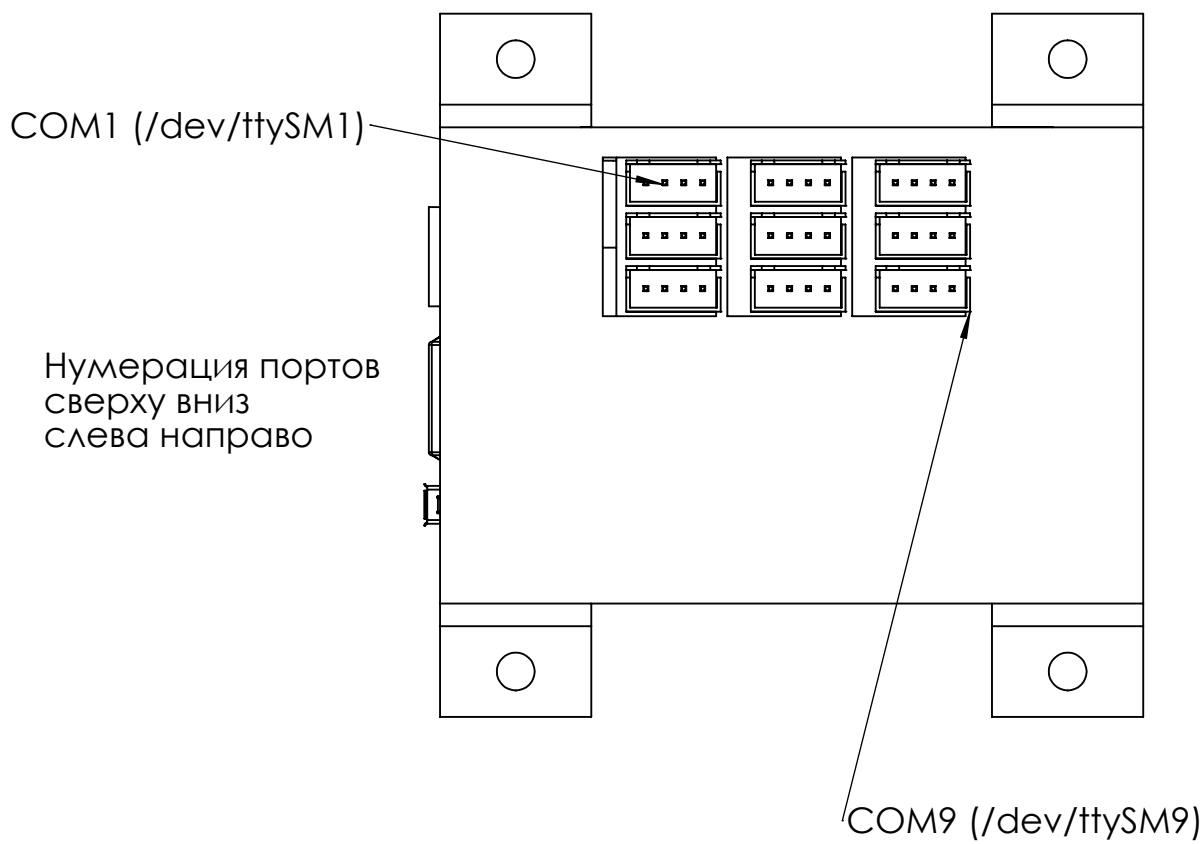 COM1 (/dev/ttySM1)
Нумерация портов
сверху вниз
слева направо
COM9 (/dev/ttySM9)